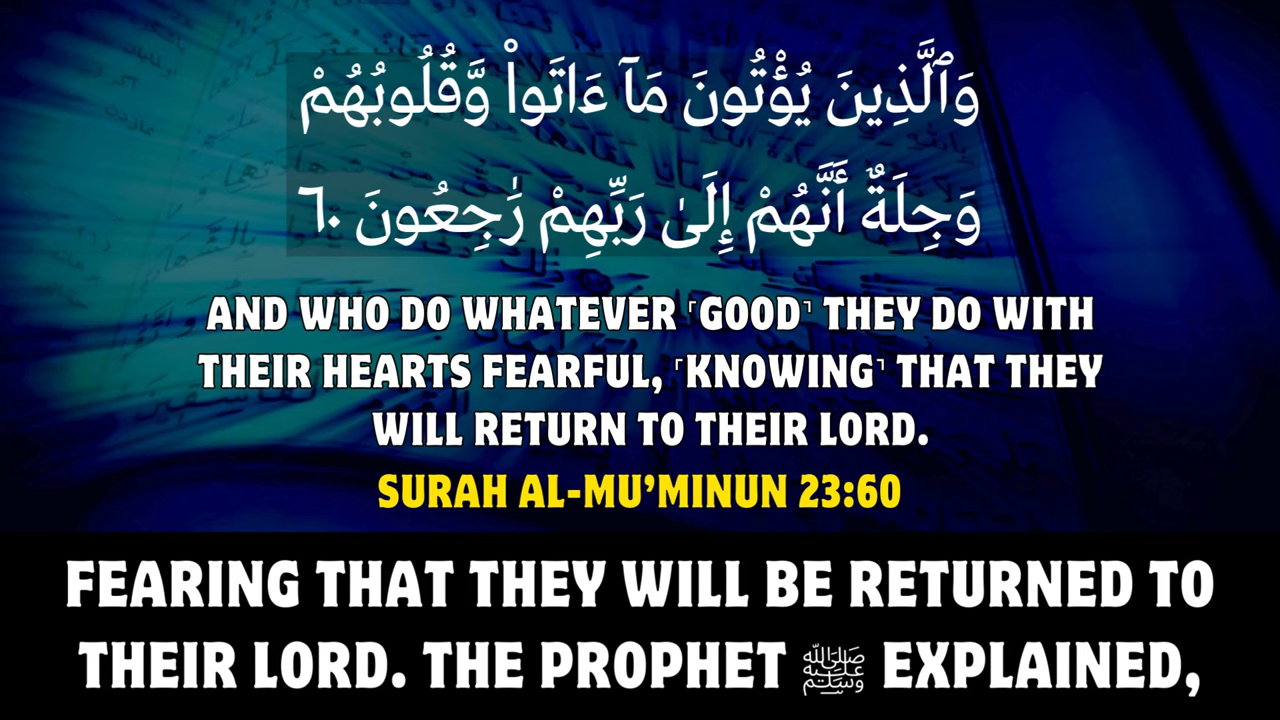 وَٱلَّذِينَ يُؤْتُونَ مَآ ءَاتَوا۟ وَّقُلُوبُهُمْ
وَجِلَةٌ أَنَّهُمْ إِلَىٰ رَبِّهِمْ رَٰجِعُونَ ٦٠
AND WHO DO WHATEVER ⸢GOOD⸣ THEY DO WITH
THEIR HEARTS FEARFUL, ⸢KNOWING⸣ THAT THEY
WILL RETURN TO THEIR LORD.
SURAH AL-MU’MINUN 23:60
FEARING THAT THEY WILL BE RETURNED TO
THEIR LORD. THE PROPHET ﷺ EXPLAINED,